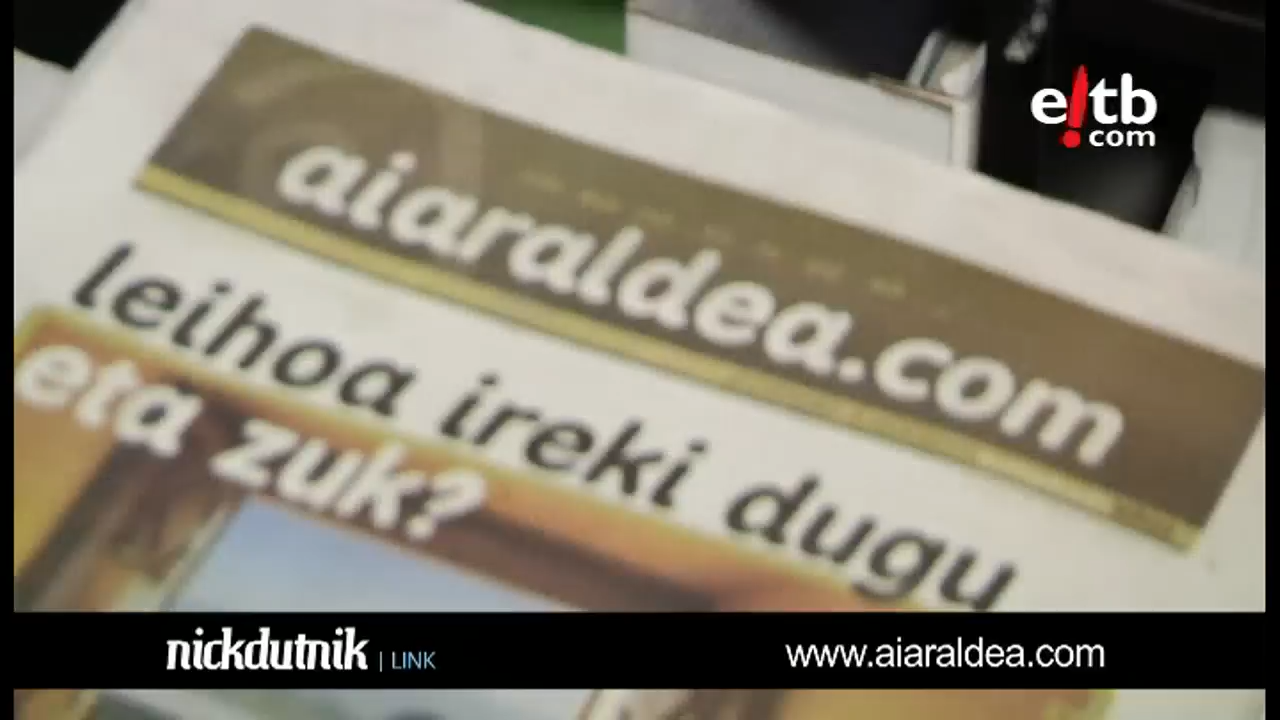 eitb
.com
aiaraldea.com
leihoa ireki dugu
eta zuk?
nickdutnik | LINK
www.aiaraldea.com